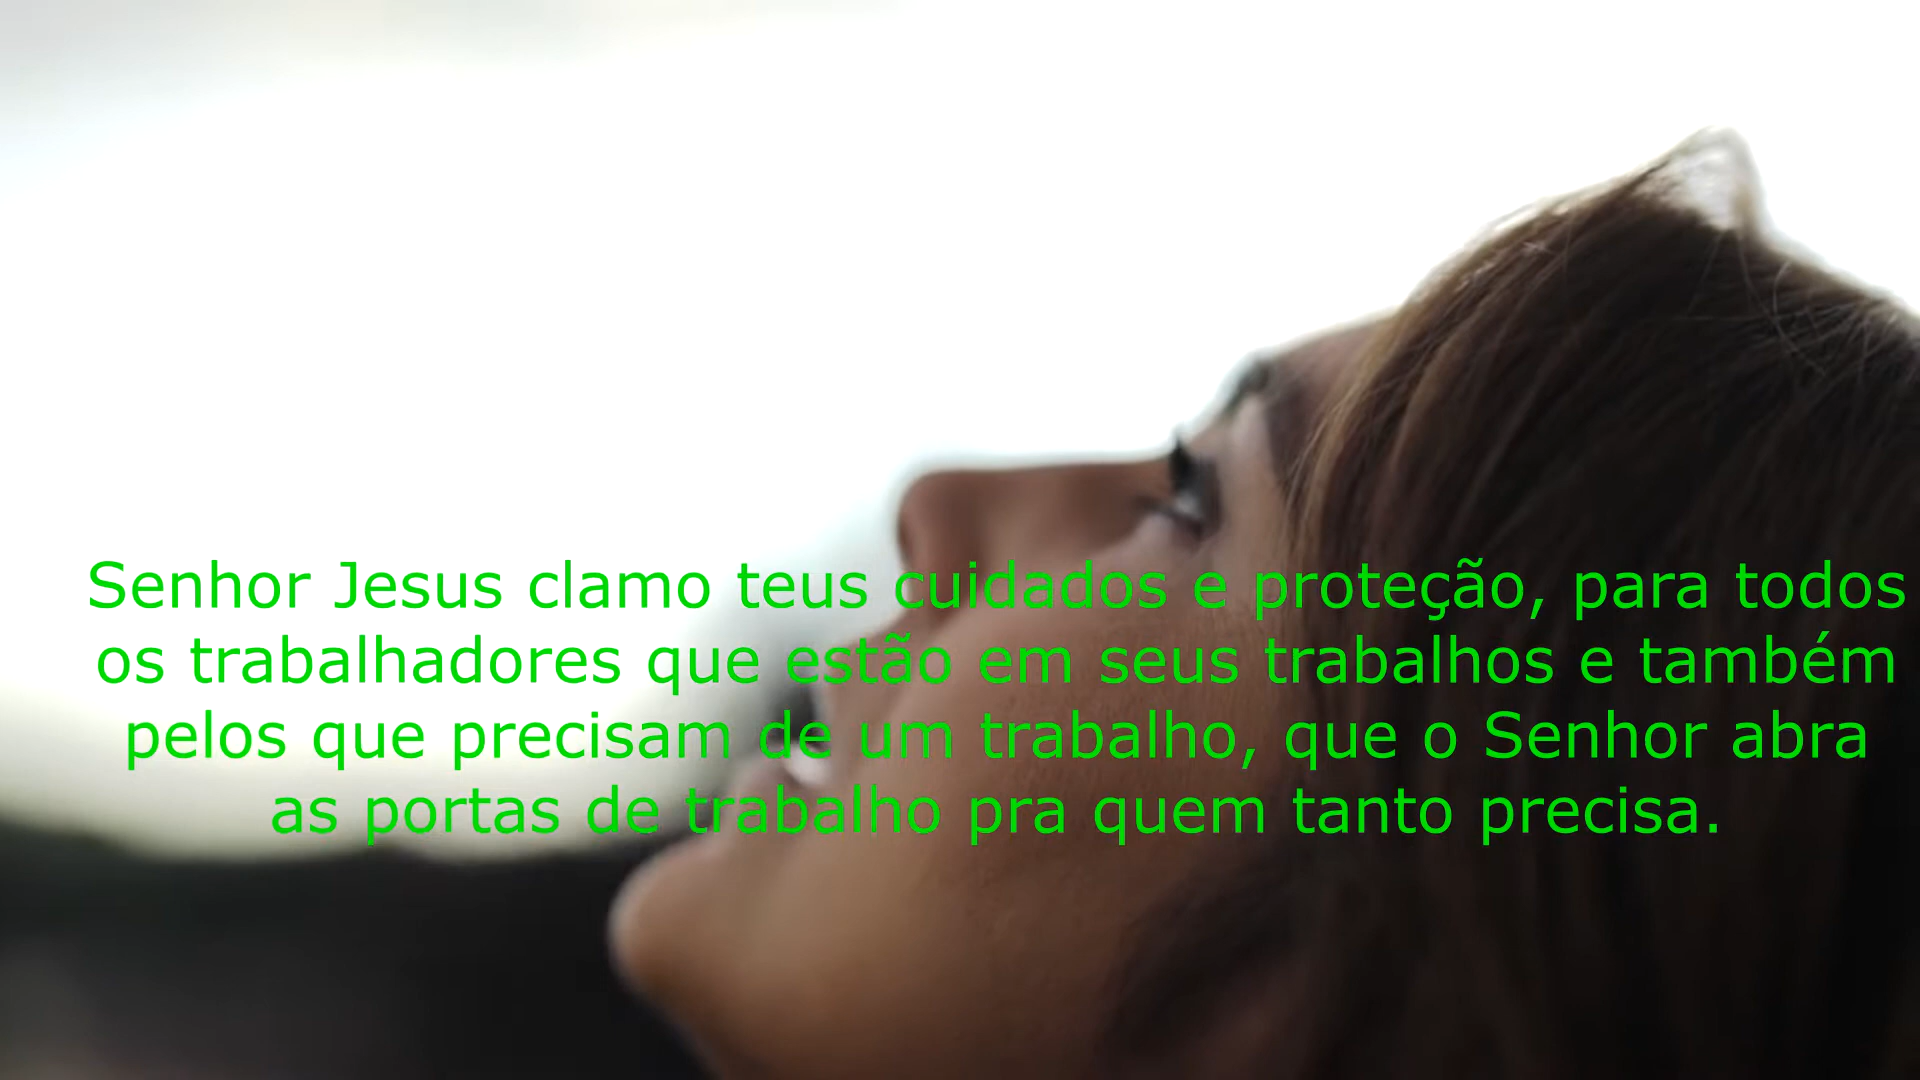 Senhor Jesus clamo teus cuidados e proteção, para todos
os trabalhadores que estão em seus trabalhos e também
pelos que precisam de um trabalho, que o Senhor abra
as portas de trabalho pra quem tanto precisa.